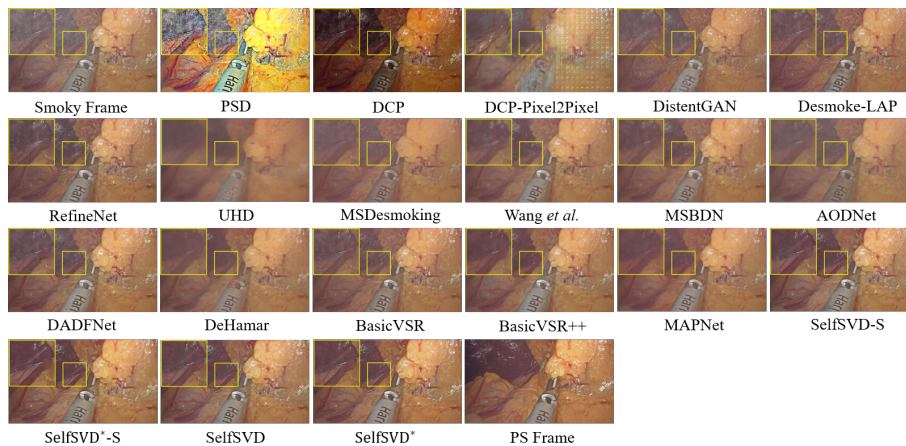 Smoky Frame PSD DCP DCP-Pixel2Pixel DistentGAN Desmoke-LAP
RefineNet UHD MSDesmoking Wang et al. MSBDN AODNet
DADFNet DeHamar BasicVSR BasicVSR++ MAPNet SelfSVD-S
SelfSVD*-S SelfSVD SelfSVD* PS Frame